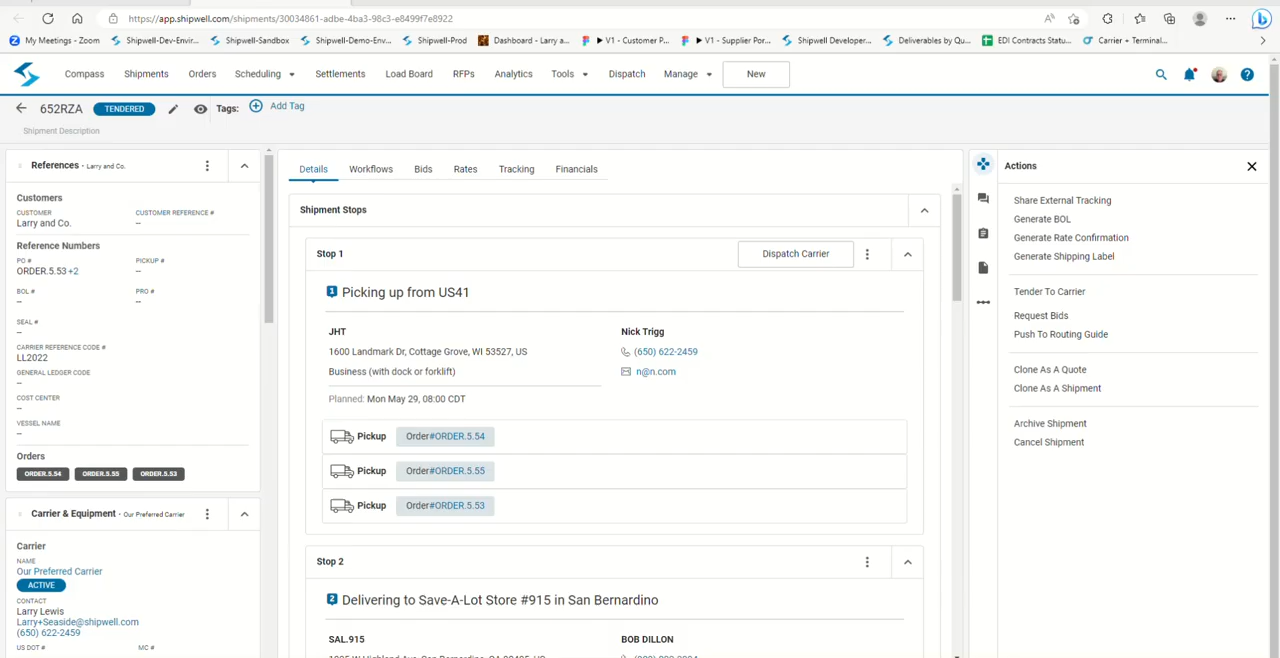 https://app.shipwell.com/shipments/30034861-adbe-4ba3-98c3-e8499f7e8922
My Meetings - Zoom
Shipwell-Dev-Envir...
Shipwell-Sandbox
Shipwell-Demo-Env...
Shipwell-Prod
Dashboard - Larry a...
V1 - Customer P...
V1 - Supplier Por...
Shipwell Developer...
Deliverables by Qu...
EDI Contracts Statu...
Carrier + Terminal...
Compass
Shipments
Orders
Scheduling
Settlements
Load Board
RFPs
Analytics
Tools
Dispatch
Manage
New
652RZA
TENDERED
Tags:
Add Tag
Shipment Description
References - Larry and Co.
Customers
CUSTOMER
CUSTOMER REFERENCE #
Larry and Co.
--
Reference Numbers
PO #
PICKUP #
ORDER.5.53 +2
--
BOL #
PRO #
--
--
SEAL #
--
CARRIER REFERENCE CODE #
LL2022
GENERAL LEDGER CODE
--
COST CENTER
--
VESSEL NAME
--
Orders
ORDER.5.54
ORDER.5.55
ORDER.5.53
Carrier & Equipment - Our Preferred Carrier
Carrier
NAME
Our Preferred Carrier
ACTIVE
CONTACT
Larry Lewis
Larry+Seaside@shipwell.com
(650) 622-2459
US DOT #
MC #
Details
Workflows
Bids
Rates
Tracking
Financials
Shipment Stops
Stop 1
Dispatch Carrier
1 Picking up from US41
JHT
Nick Trigg
1600 Landmark Dr, Cottage Grove, WI 53527, US
(650) 622-2459
Business (with dock or forklift)
n@n.com
Planned: Mon May 29, 08:00 CDT
Pickup
Order#ORDER.5.54
Pickup
Order#ORDER.5.55
Pickup
Order#ORDER.5.53
Stop 2
2 Delivering to Save-A-Lot Store #915 in San Bernardino
SAL.915
BOB DILLON
Actions
Share External Tracking
Generate BOL
Generate Rate Confirmation
Generate Shipping Label
Tender To Carrier
Request Bids
Push To Routing Guide
Clone As A Quote
Clone As A Shipment
Archive Shipment
Cancel Shipment